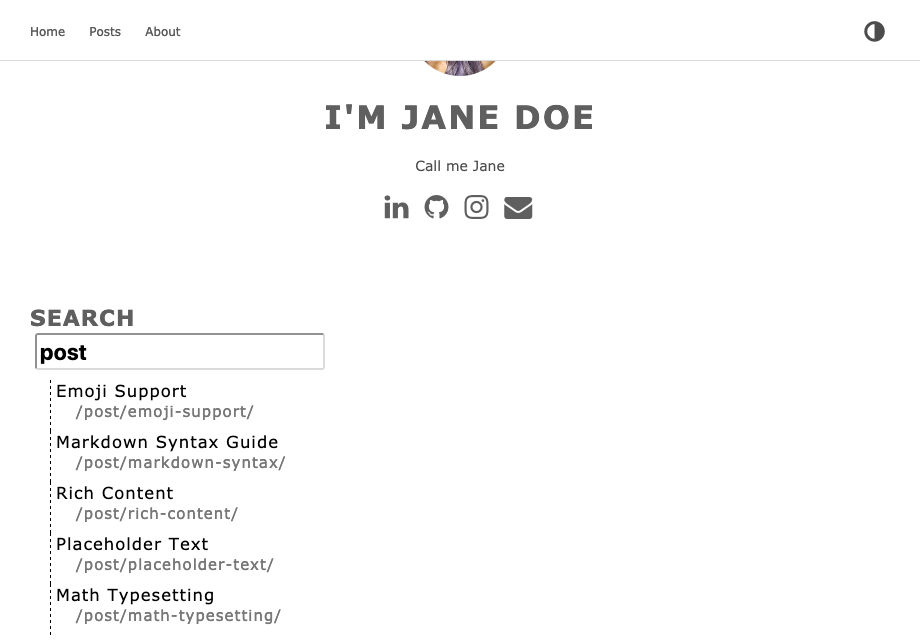 Home Posts About
I'M JANE DOE
Call me Jane
SEARCH
post
Emoji Support
/post/emoji-support/
Markdown Syntax Guide
/post/markdown-syntax/
Rich Content
/post/rich-content/
Placeholder Text
/post/placeholder-text/
Math Typesetting
/post/math-typesetting/